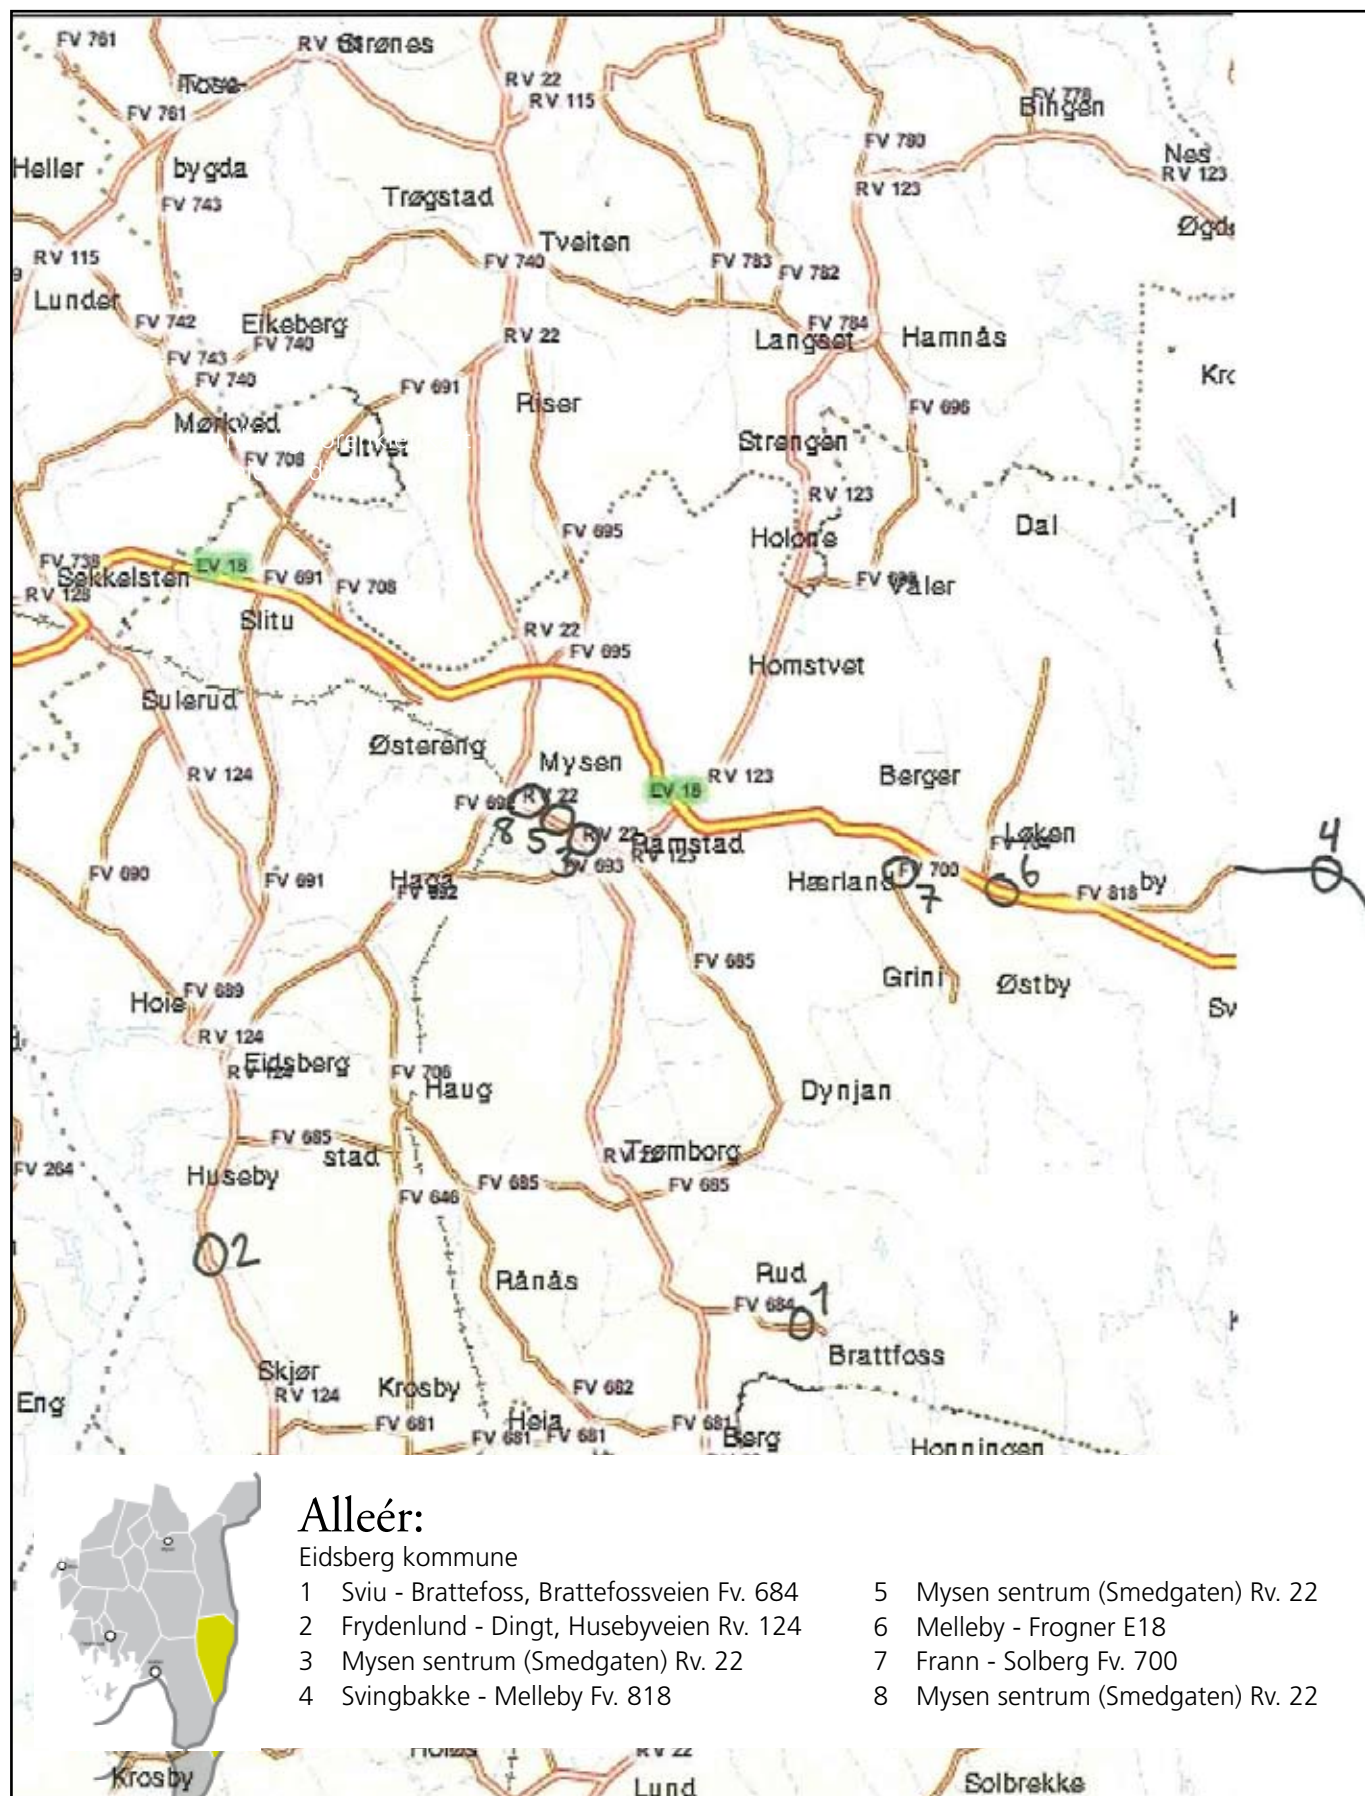 FV 761
RV
Strønes
RV 22
RV 115
FV 778
Bingen
FV 761
FV 780
Heller
bygda
Nes
RV 123
RV 123
Trøgstad
FV 743
Tveiten
RV 115
FV 740
FV 783
FV 782
Lunder
FV 742
Eikeberg
FV 740
RV 22
FV 784
Langset
Hamnås
FV 743
FV 740
FV 691
Riser
FV 696
Mørkved
Strengen
FV 708
RV 123
FV 695
Dal
FV 738
EV 18
Sekkelsten
FV 691
FV 708
Våler
RV 128
Slitu
RV 22
FV 695
Homstvet
Sulerud
Østereng
Mysen
RV 124
EV 18
RV 123
Berger
RV 22
8
5
3
RV 22
Ramstad
RV 123
Løken
4
FV 693
FV 690
FV 691
Haga
FV 692
Hærland
FV 700
7
6
FV 818
by
FV 685
Grini
Østby
Hoie
FV 689
Sv
RV 124
Eidsberg
RV 124
FV 706
Haug
Dynjan
FV 685
stad
Trømborg
FV 264
Huseby
FV 646
FV 685
FV 685
2
Rånås
Rud
FV 684
1
Brattfoss
Skjør
RV 124
Krosby
FV 682
Eng
FV 681
Heia
FV 681
FV 681
FV 681
Berg
Honningen
Alleér:
Eidsberg kommune
1 Sviu - Brattefoss, Brattefossveien Fv. 684
2 Frydenlund - Dingt, Husebyveien Rv. 124
3 Mysen sentrum (Smedgaten) Rv. 22
4 Svingbakke - Melleby Fv. 818
5 Mysen sentrum (Smedgaten) Rv. 22
6 Melleby - Frogner E18
7 Frann - Solberg Fv. 700
8 Mysen sentrum (Smedgaten) Rv. 22
RV 22
Krosby
Lund
Solbrekke